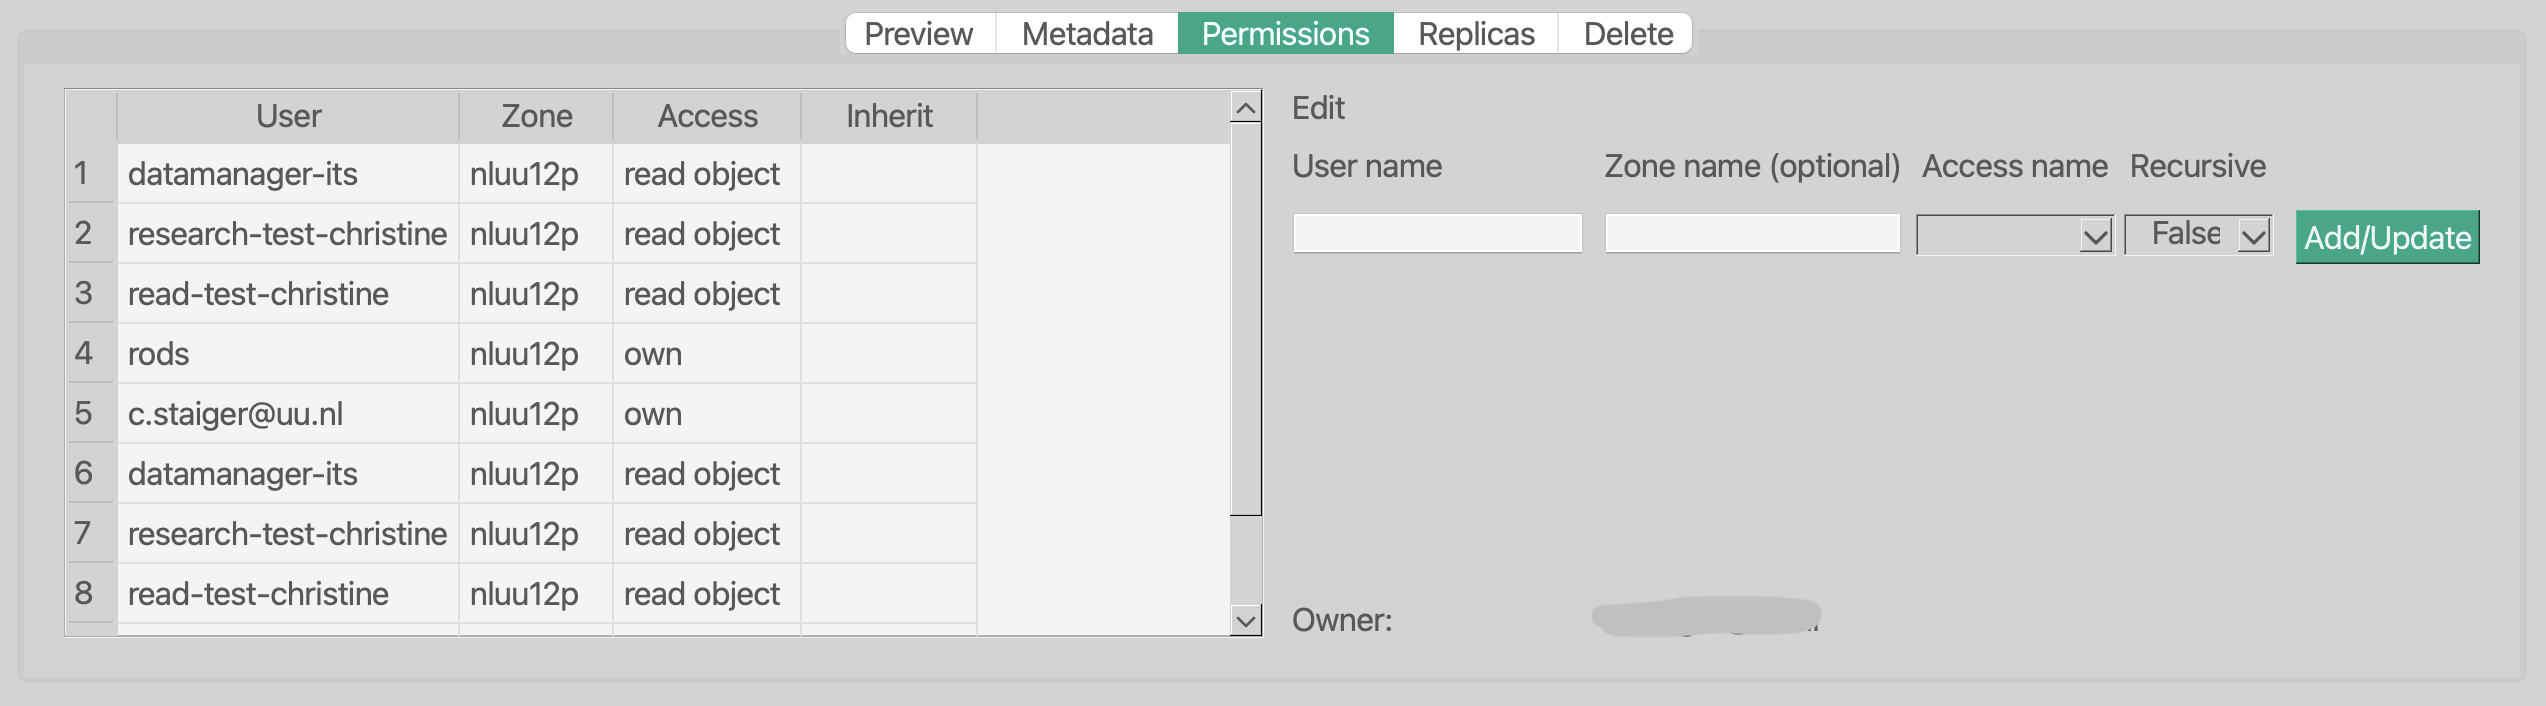 Preview Metadata Permissions Replicas Delete
User Zone Access Inherit
1 datamanager-its nluu12p read object
2 research-test-christine nluu12p read object
3 read-test-christine nluu12p read object
4 rods nluu12p own
5 c.staiger@uu.nl nluu12p own
6 datamanager-its nluu12p read object
7 research-test-christine nluu12p read object
8 read-test-christine nluu12p read object
Edit
User name Zone name (optional) Access name Recursive
False Add/Update
Owner: